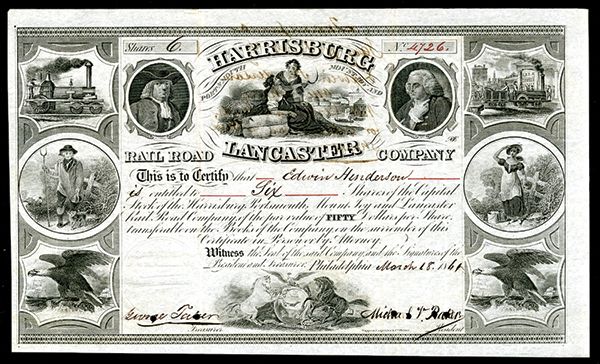 Shares 6.
No. 4726.
HARRISBURG
PORTSMOUTH MOUNT JOY AND
LANCASTER
RAIL ROAD COMPANY
This is to Certify that Edwin Henderson
is entitled to Six Shares of the Capital
Stock of the Harrisburg, Portsmouth, Mount Joy and Lancaster
Rail Road Company of the par value of FIFTY Dollars per Share,
transferable on the Books of the Company on the surrender of this
Certificate in Person or by Attorney.
Witness the Seal of the said Company, and the Signatures of the
President and Treasurer. Philadelphia March 18. 1861
George Taber
Treasurer
President